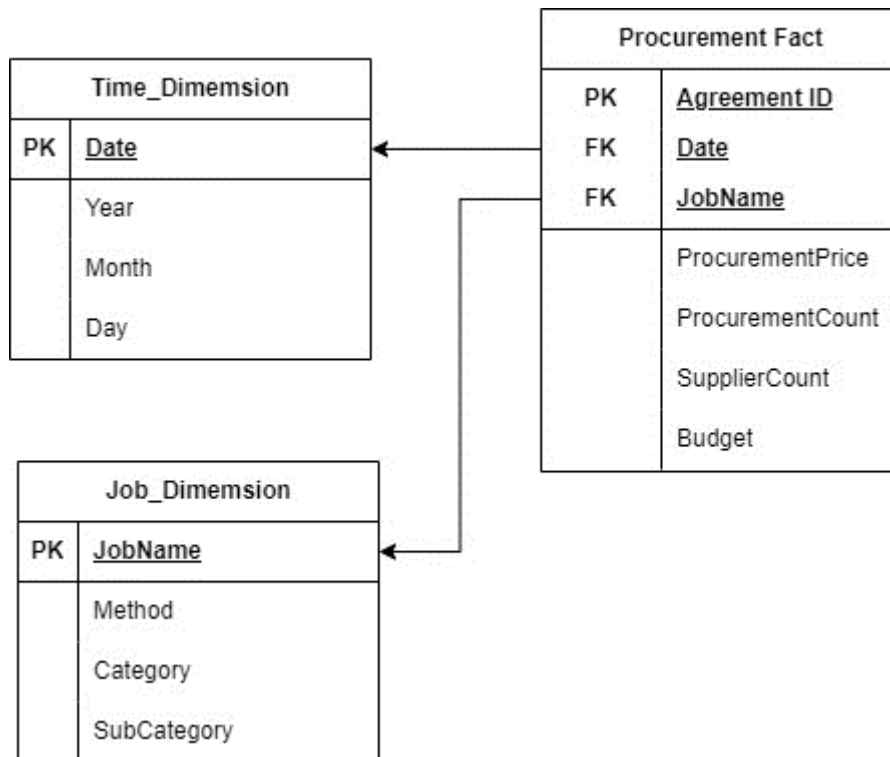 Time_Dimemsion
PK Date
Year
Month
Day
Procurement Fact
PK Agreement ID
FK Date
FK JobName
ProcurementPrice
ProcurementCount
SupplierCount
Budget
Job_Dimemsion
PK JobName
Method
Category
SubCategory